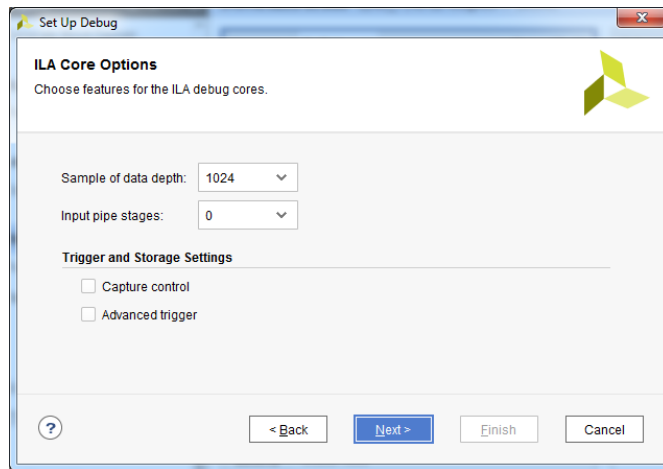 Set Up Debug
X
ILA Core Options
Choose features for the ILA debug cores.
Sample of data depth: 1024
Input pipe stages: 0
Trigger and Storage Settings
Capture control
Advanced trigger
? < Back Next > Finish Cancel